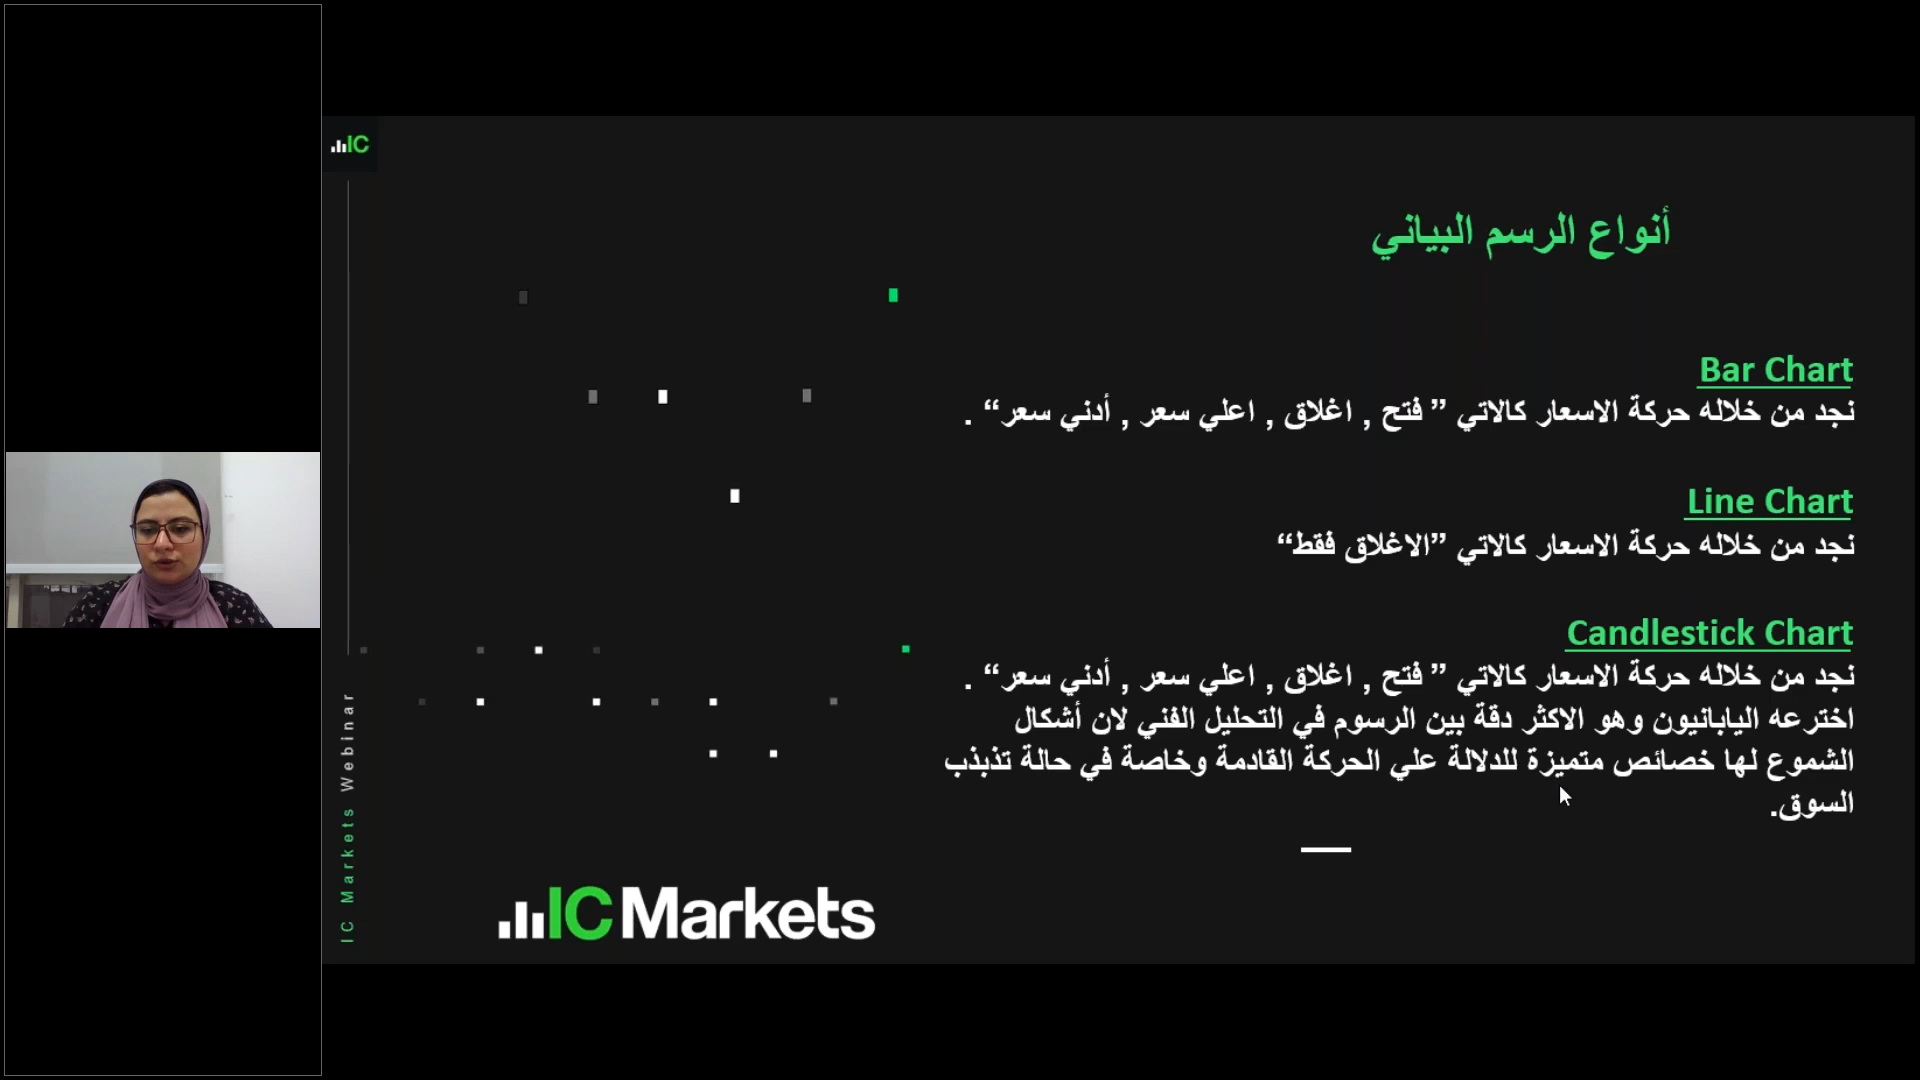 IC
أنواع الرسم البياني
Bar Chart
نجد من خلاله حركة الاسعار كالاتي ” فتح , اغلاق , اعلي سعر , أدني سعر“ .
Line Chart
نجد من خلاله حركة الاسعار كالاتي ”الاغلاق فقط“
Candlestick Chart
نجد من خلاله حركة الاسعار كالاتي ” فتح , اغلاق , اعلي سعر , أدني سعر“ .
اخترعه اليابانيون وهو الاكثر دقة بين الرسوم في التحليل الفني لان أشكال
الشموع لها خصائص متميزة للدلالة علي الحركة القادمة وخاصة في حالة تذبذب
السوق.
IC Markets Webinar
IC Markets